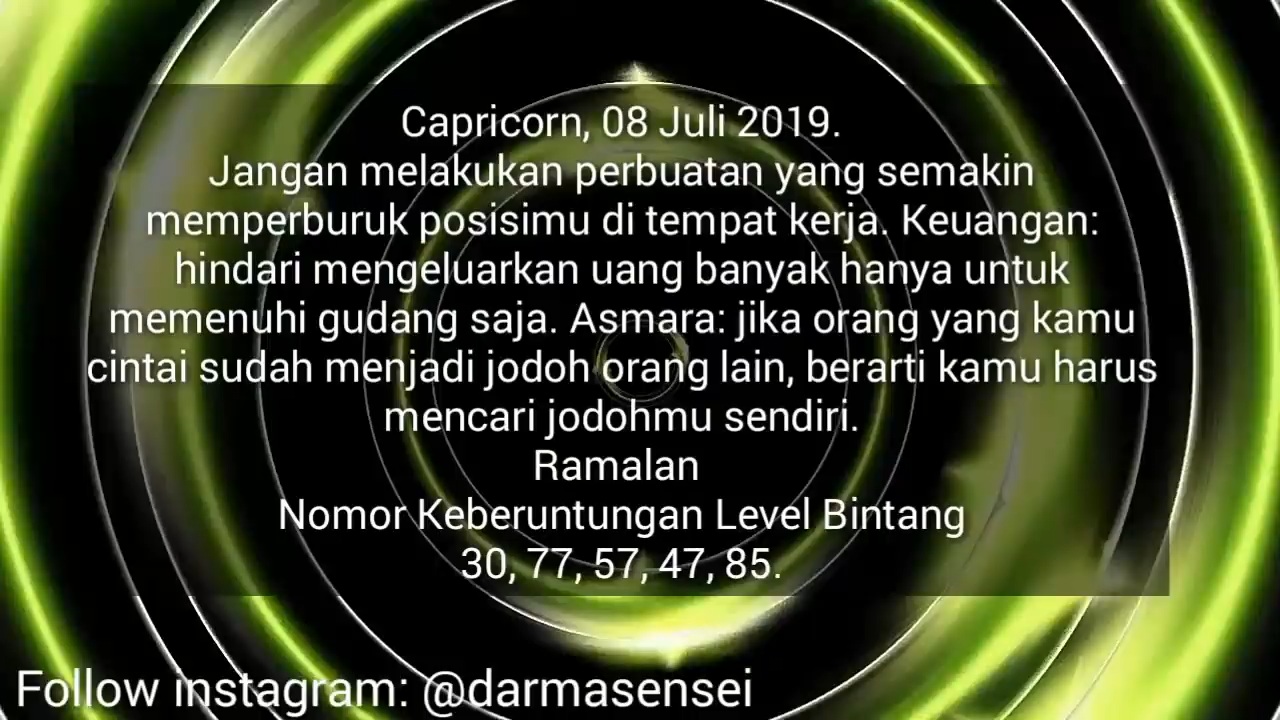 Capricorn, 08 Juli 2019.
Jangan melakukan perbuatan yang semakin
memperburuk posisimu di tempat kerja. Keuangan:
hindari mengeluarkan uang banyak hanya untuk
memenuhi gudang saja. Asmara: jika orang yang kamu
cintai sudah menjadi jodoh orang lain, berarti kamu harus
mencari jodohmu sendiri.
Ramalan
Nomor Keberuntungan Level Bintang
30, 77, 57, 47, 85.
Follow instagram: @darmasensei